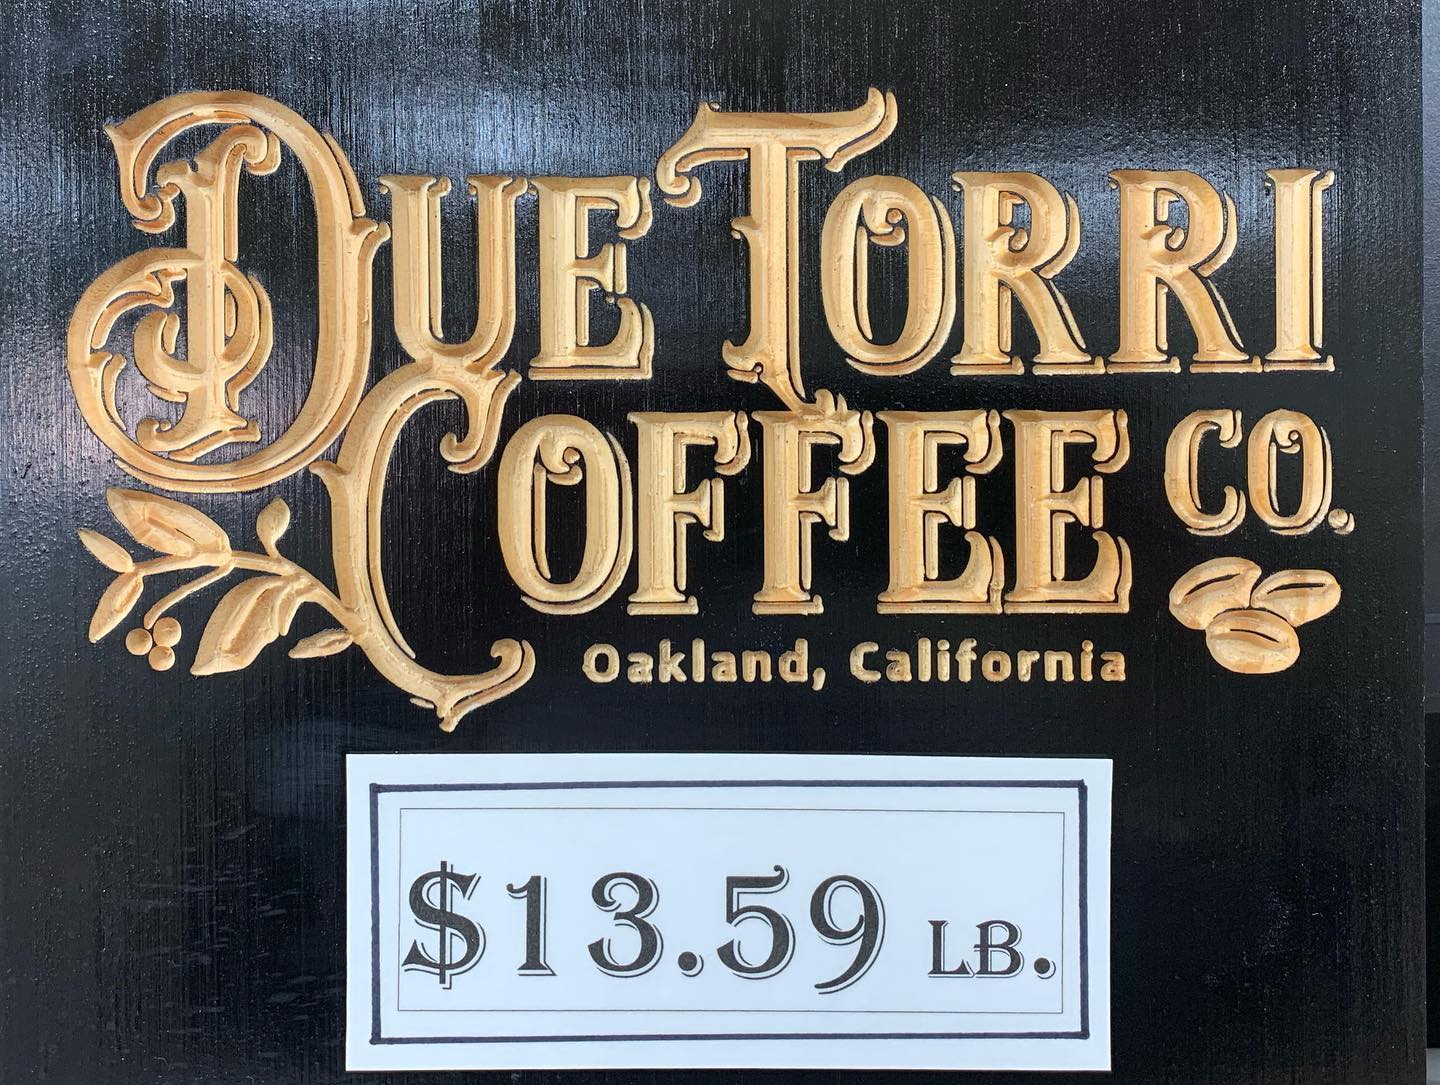 DUE TORRI
COFFEE CO.
Oakland, California
$13.59 LB.